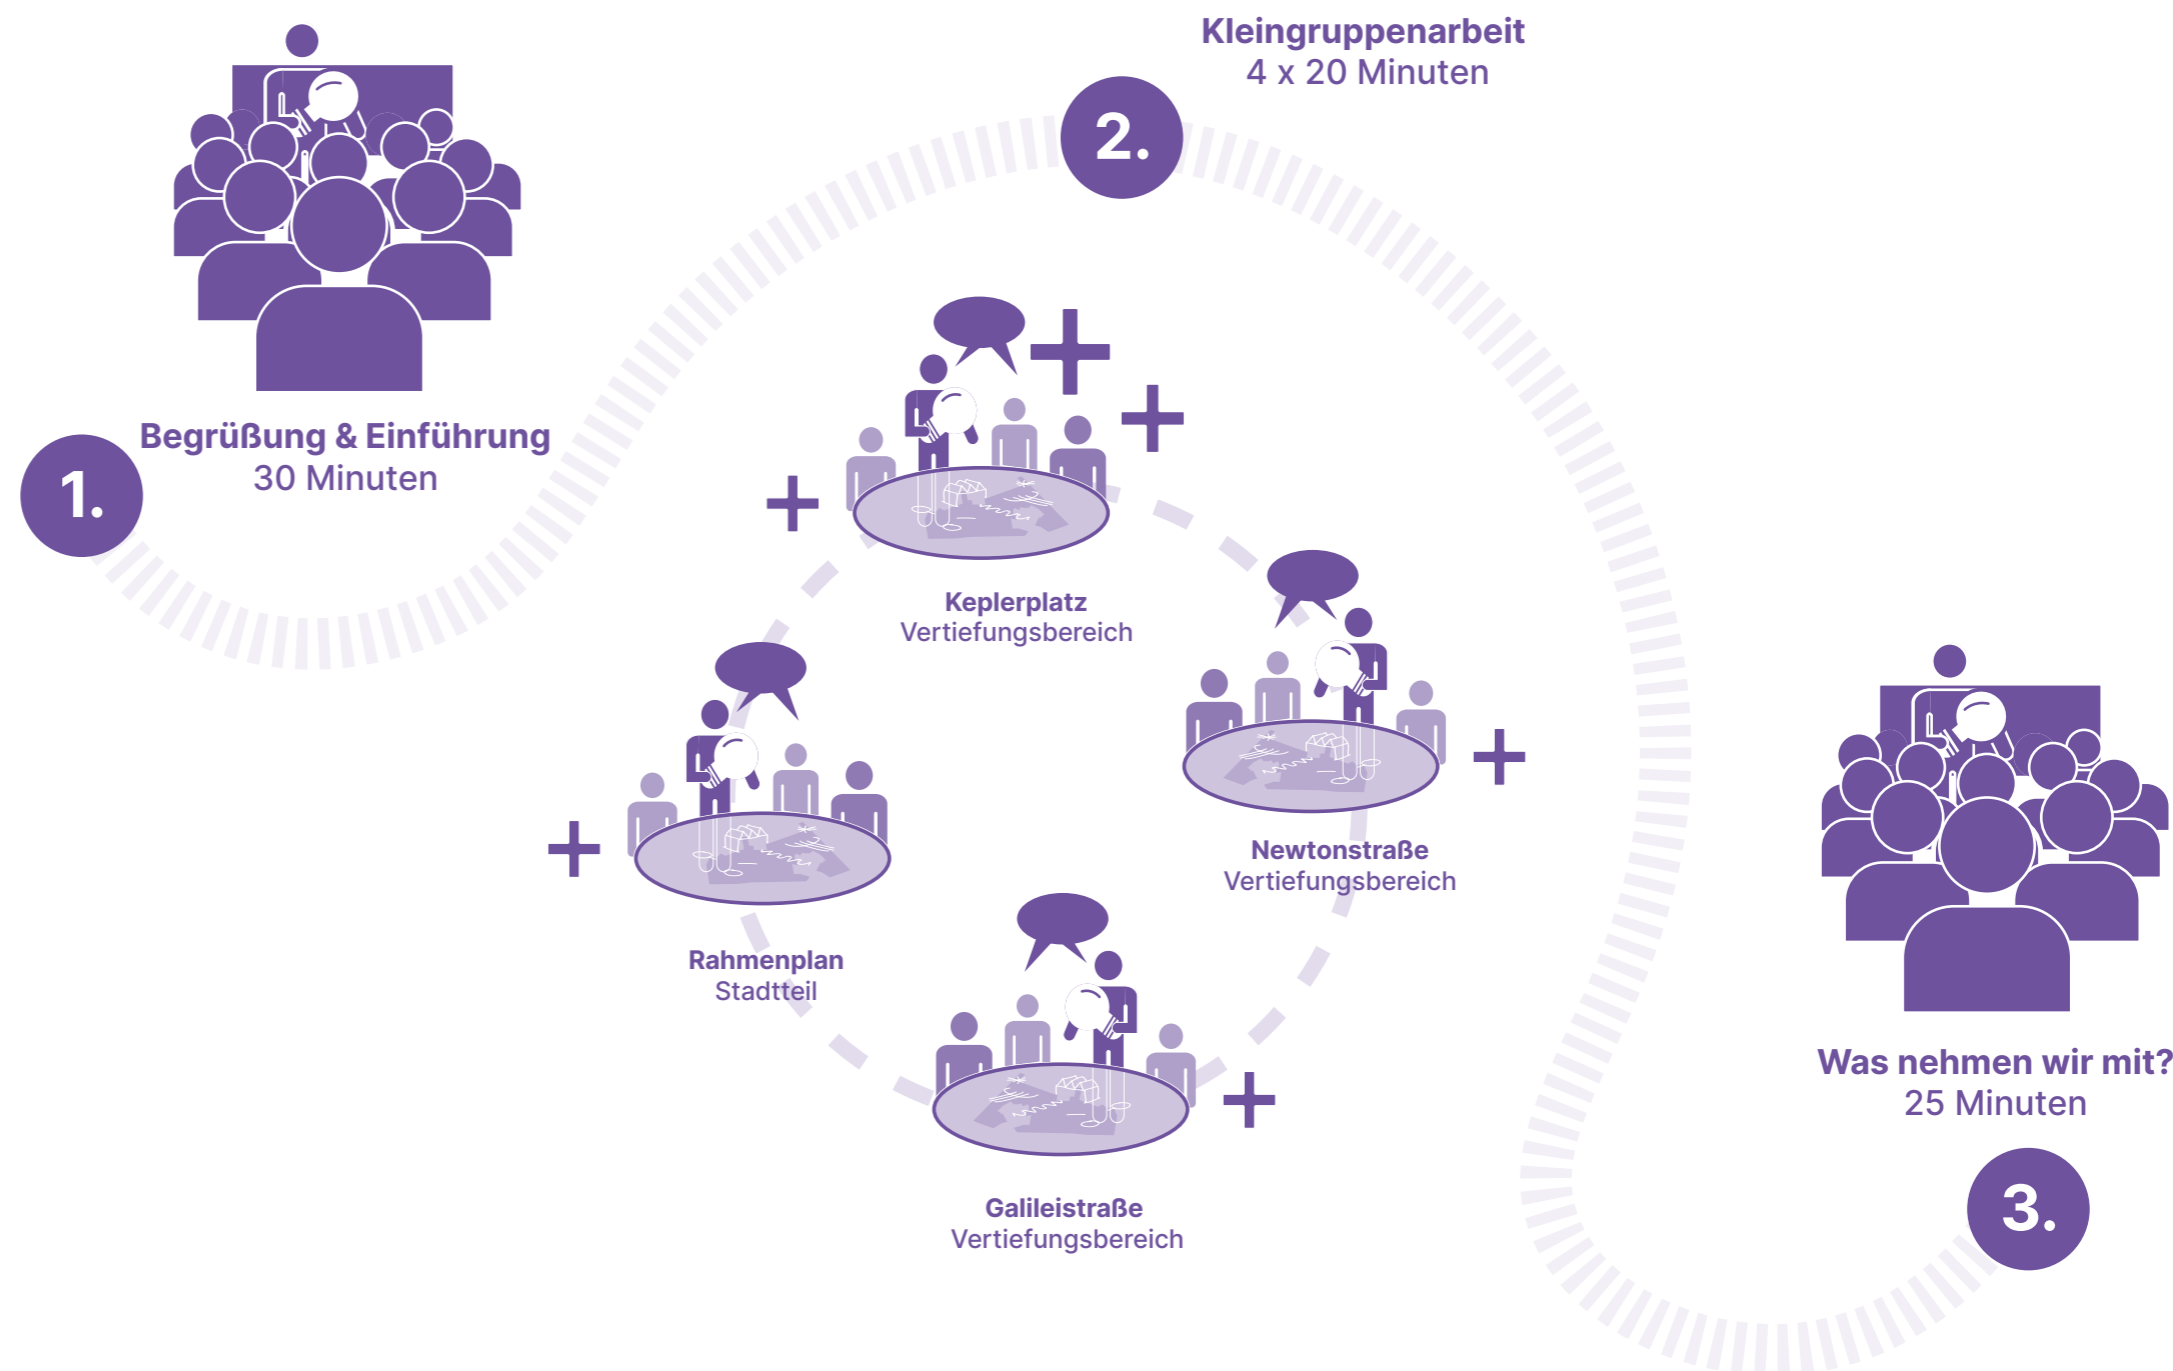 1.
Begrüßung & Einführung
30 Minuten
2.
Kleingruppenarbeit
4 x 20 Minuten
Keplerplatz
Vertiefungsbereich
Newtonstraße
Vertiefungsbereich
Rahmenplan
Stadtteil
Galileistraße
Vertiefungsbereich
Was nehmen wir mit?
25 Minuten
3.